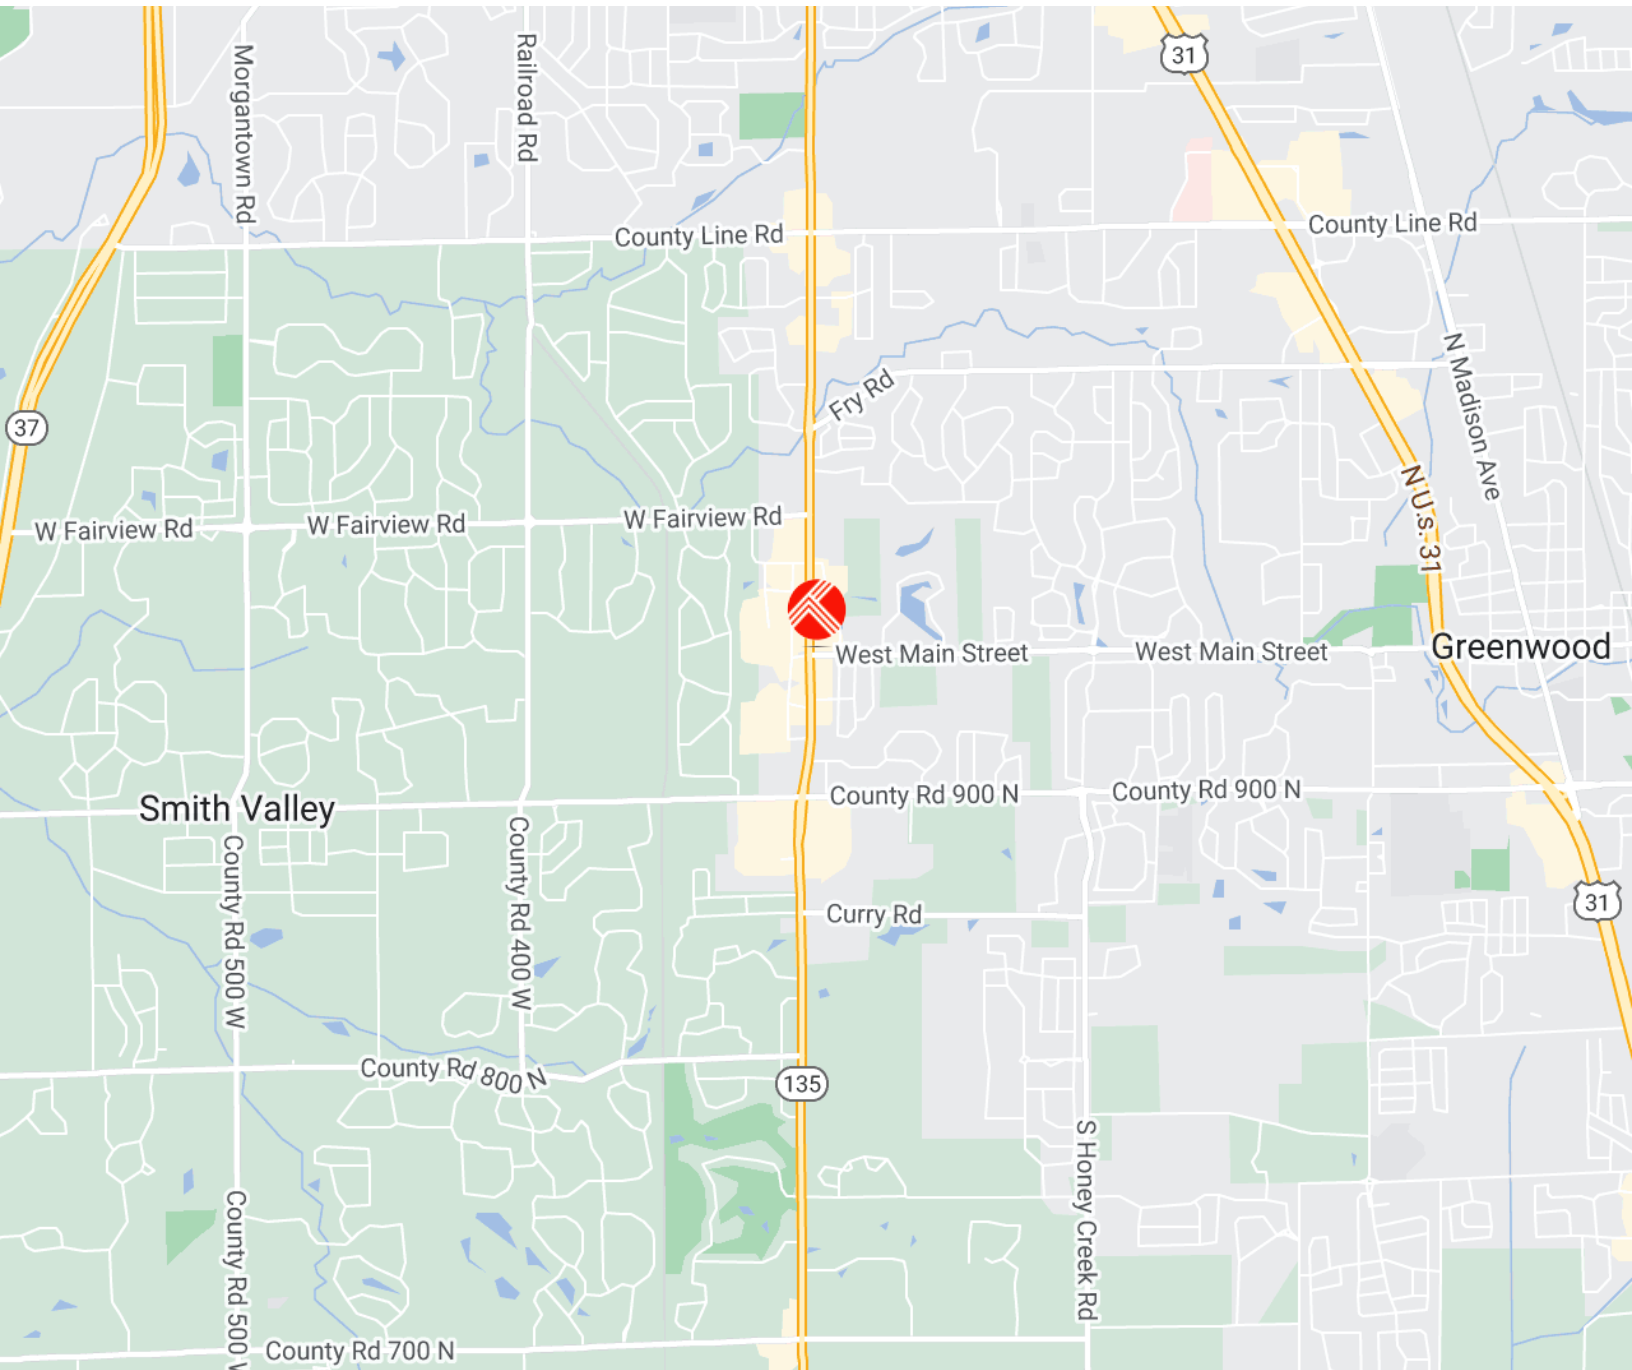 31
Morgantown Rd
Railroad Rd
County Line Rd
County Line Rd
N Madison Ave
Fry Rd
37
N U.s. 31
W Fairview Rd
W Fairview Rd
W Fairview Rd
West Main Street
West Main Street
Greenwood
Smith Valley
County Rd 900 N
County Rd 900 N
County Rd 500 W
County Rd 400 W
31
Curry Rd
County Rd 800 N
135
S Honey Creek Rd
County Rd 500 W
County Rd 700 N